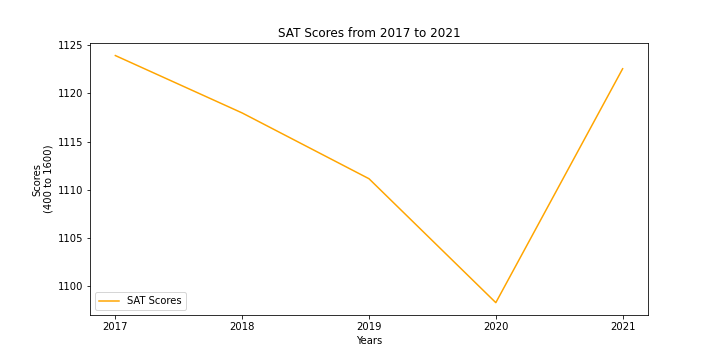 SAT Scores from 2017 to 2021
1125
1120
1115
1110
1105
1100
Scores
(400 to 1600)
SAT Scores
2017 2018 2019 2020 2021
Years